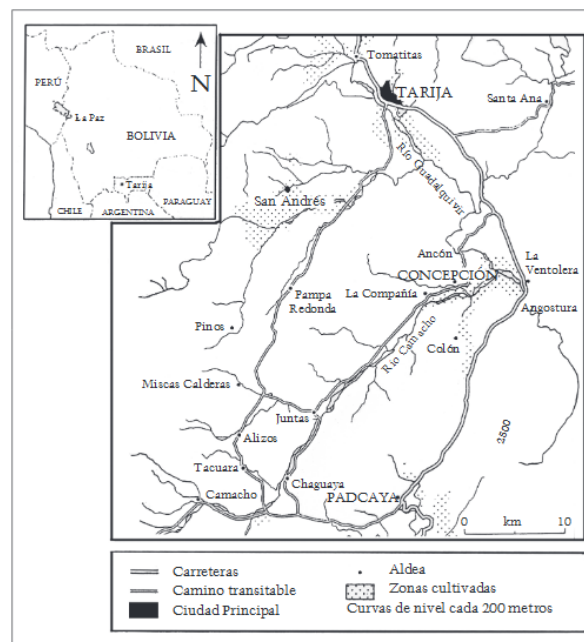 BRASIL
PERÚ
N
La Paz
BOLIVIA
Tarija
PARAGUAY
CHILE
ARGENTINA
Tomatitas
TARIJA
Santa Ana
Río Guadalquivir
San Andrés
Ancón
CONCEPCIÓN
La
Ventolera
La Compañía
Pampa
Redonda
Angostura
Río Camacho
Pinos
Colón
Miscas Calderas
Juntas
2500
Alizos
Tacuara
Chaguaya
Camacho
PADCAYA
0 km 10
Carreteras
Camino transitable
Ciudad Principal
Aldea
Zonas cultivadas
Curvas de nivel cada 200 metros